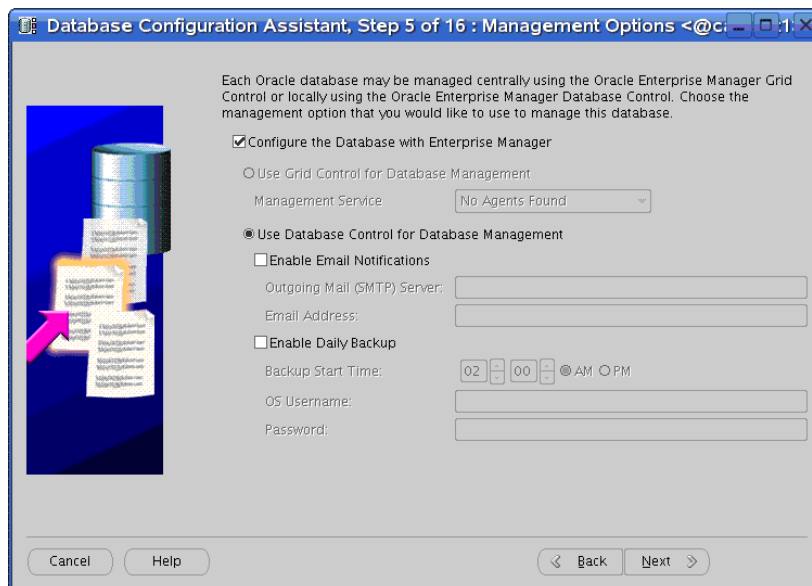 Database Configuration Assistant, Step 5 of 16 : Management Options
Each Oracle database may be managed centrally using the Oracle Enterprise Manager Grid
Control or locally using the Oracle Enterprise Manager Database Control. Choose the
management option that you would like to use to manage this database.
Configure the Database with Enterprise Manager
Use Grid Control for Database Management
Management Service No Agents Found
Use Database Control for Database Management
Enable Email Notifications
Outgoing Mail (SMTP) Server:
Email Address:
Enable Daily Backup
Backup Start Time: 02 00 AM PM
OS Username:
Password:
Cancel Help Back Next